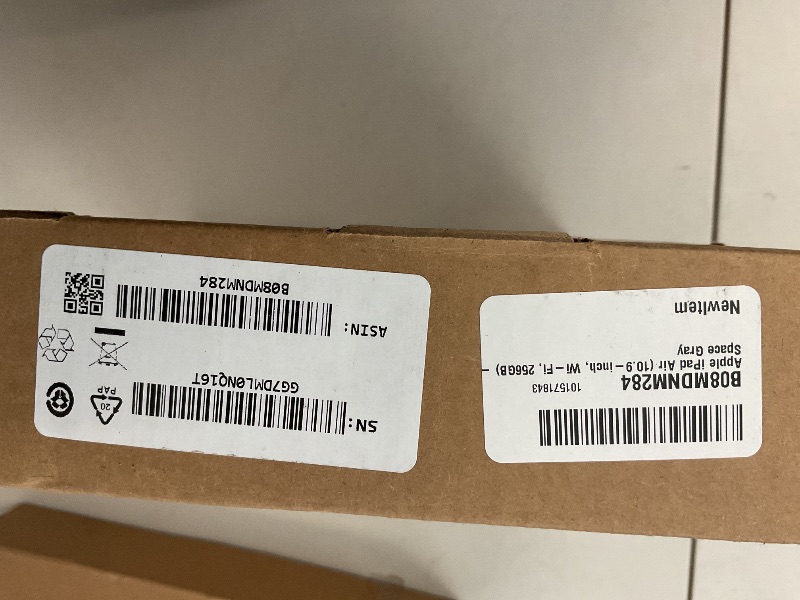 SN:
GG7DML0NQ16T
20
PAP
ASIN:
B08MDNM284
B08MDNM284
101571843
Apple iPad Air (10.9-inch, Wi-Fi, 256GB)
Space Gray
NewItem